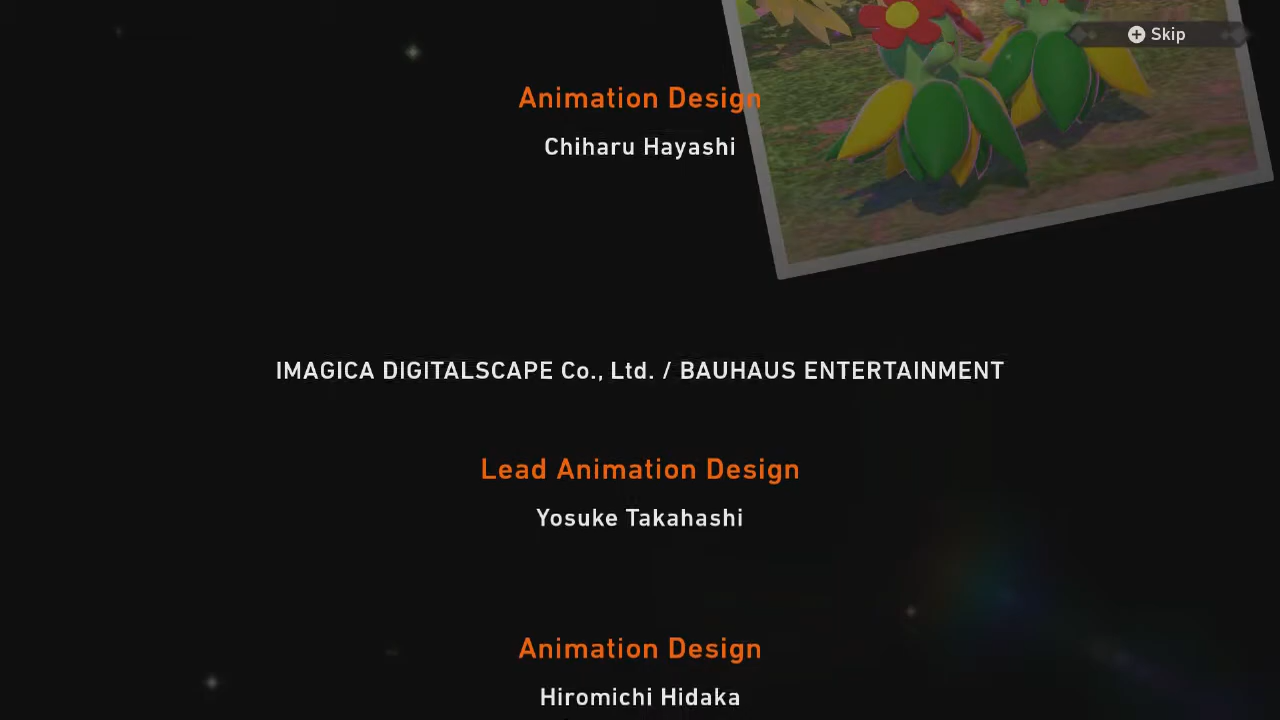 Skip
Animation Design
Chiharu Hayashi
IMAGICA DIGITALSCAPE Co., Ltd. / BAUHAUS ENTERTAINMENT
Lead Animation Design
Yosuke Takahashi
Animation Design
Hiromichi Hidaka